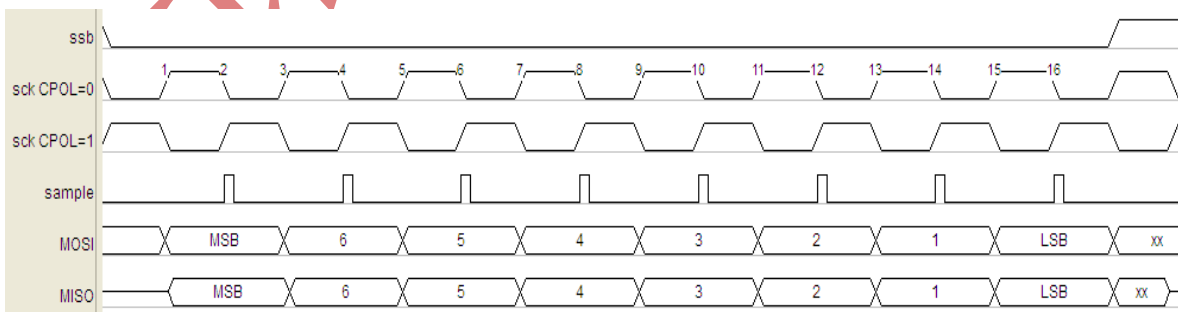 ssb
sck CPOL=0 1 2 3 4 5 6 7 8 9 10 11 12 13 14 15 16
sck CPOL=1
sample
MOSI MSB 6 5 4 3 2 1 LSB xx
MISO MSB 6 5 4 3 2 1 LSB xx